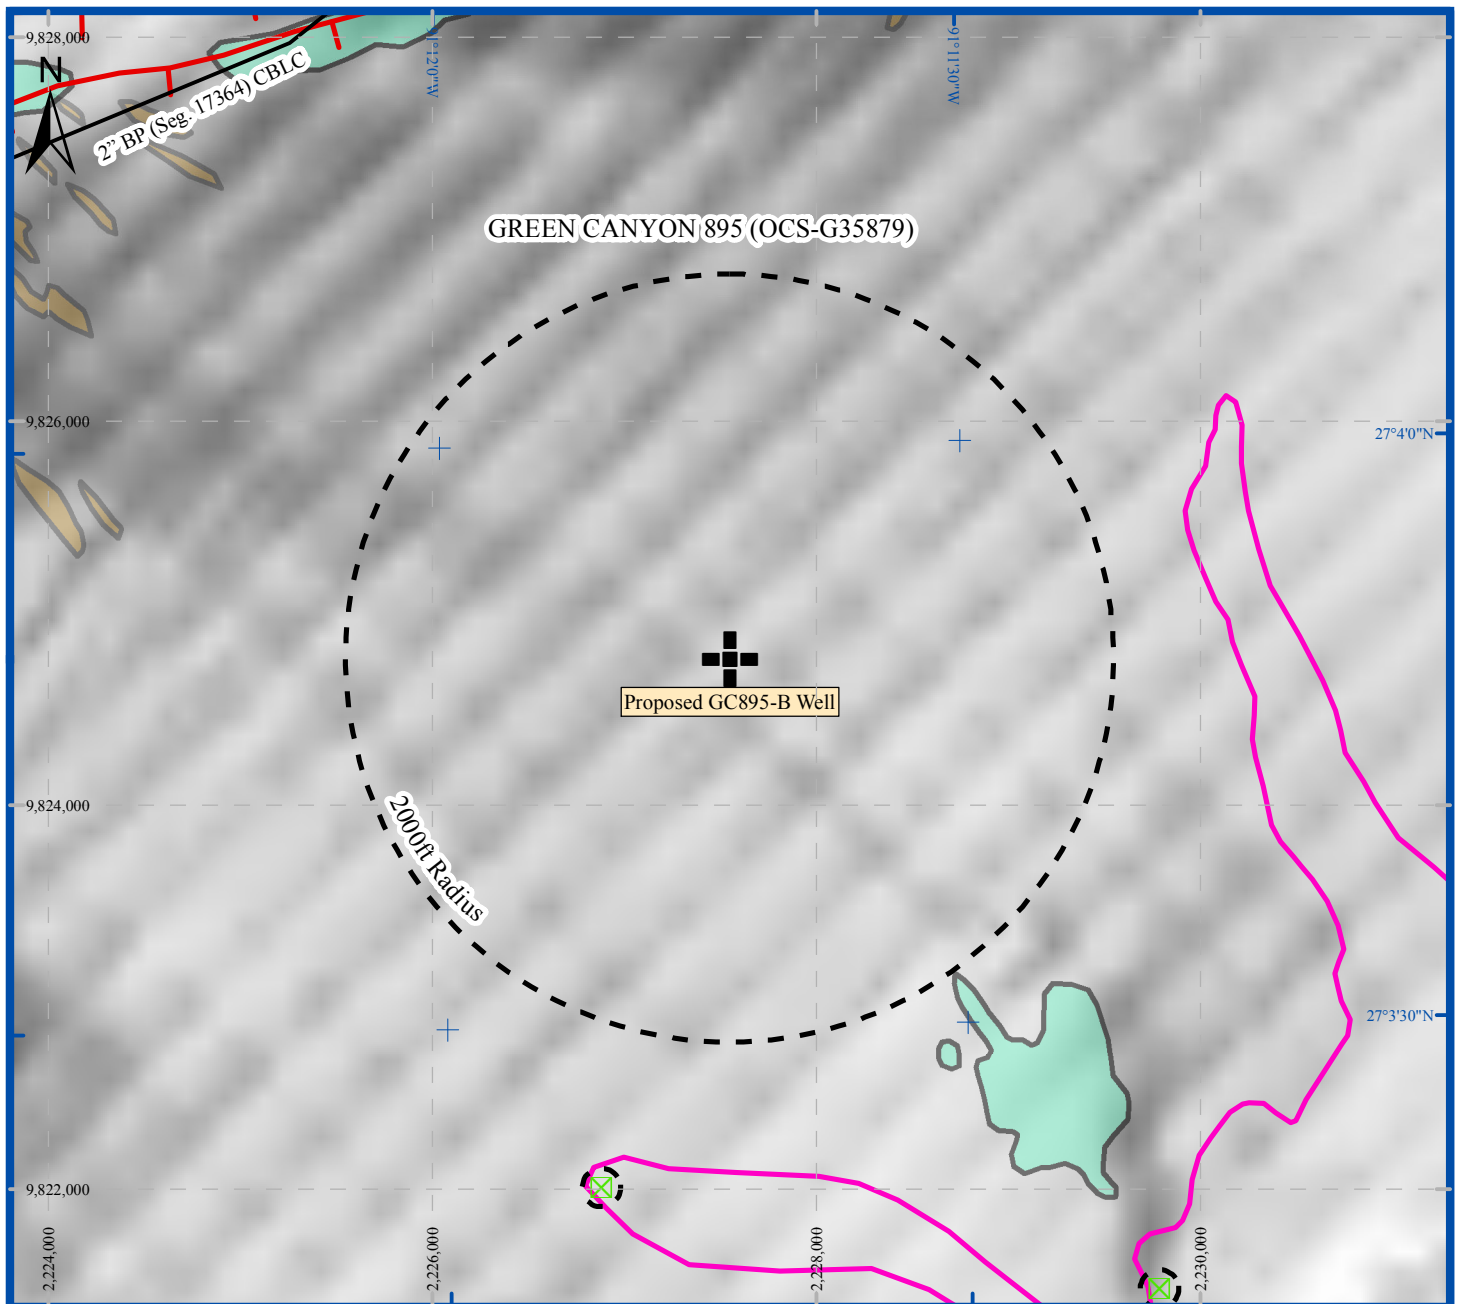 9,828,000
91°12'0"W
91°11'30"W
N
2” BP (Seg. 17364) CBLC
GREEN CANYON 895 (OCS-G35879)
9,826,000
27°4'0"N
Proposed GC895-B Well
9,824,000
2000ft Radius
27°3'30"N
9,822,000
2,224,000
2,226,000
2,228,000
2,230,000